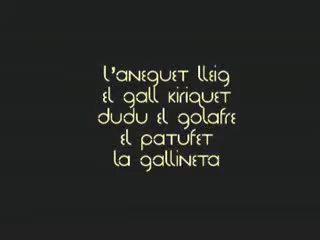 L'aneguet lleig
el gall kiriquet
dudu el golafre
el patufet
la gallineta